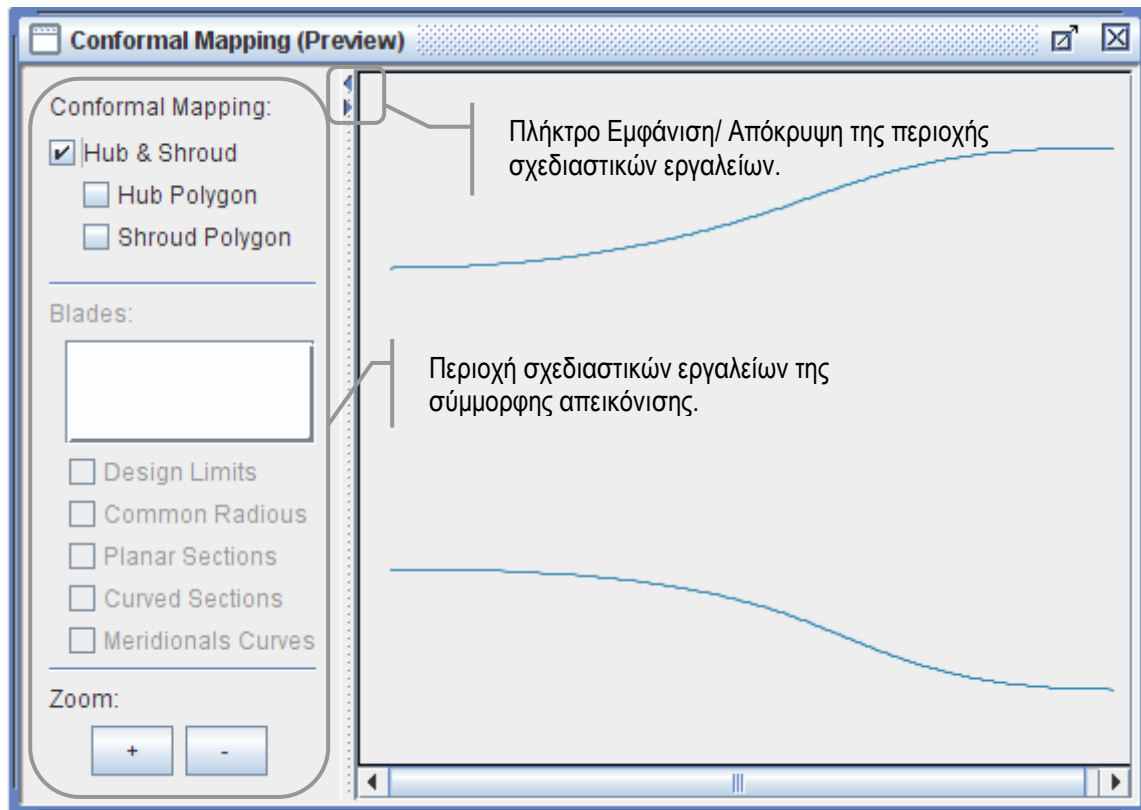 Conformal Mapping (Preview)
Conformal Mapping:
Hub & Shroud
Hub Polygon
Shroud Polygon
Blades:
Design Limits
Common Radious
Planar Sections
Curved Sections
Meridionals Curves
Zoom:
+ -
Πλήκτρο Εμφάνιση/ Απόκρυψη της περιοχής
σχεδιαστικών εργαλείων.
Περιοχή σχεδιαστικών εργαλείων της
σύμμορφης απεικόνισης.